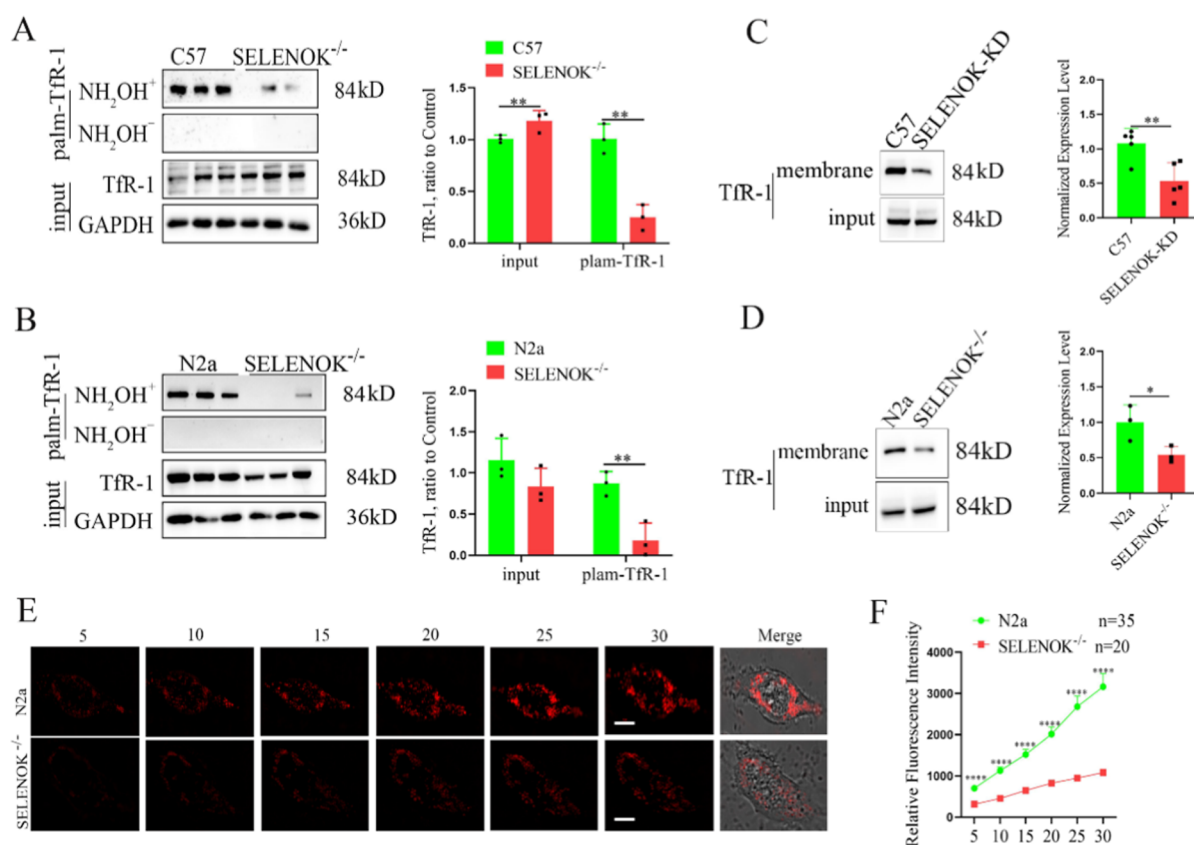 A
C57 SELENOK-/-
palm-TfR-1
NH2OH+ 84kD
NH2OH-
input
TfR-1 84kD
GAPDH 36kD
C57
SELENOK-/-
TfR-1, ratio to Control
1.5
1.0
0.5
0.0
** **
input plam-TfR-1
B
N2a SELENOK-/-
palm-TfR-1
NH2OH+ 84kD
NH2OH-
input
TfR-1 84kD
GAPDH 36kD
N2a
SELENOK-/-
TfR-1, ratio to Control
2.0
1.5
1.0
0.5
0.0
**
input plam-TfR-1
C
C57 SELENOK-KD
TfR-1
membrane 84kD
input 84kD
Normalized Expression Level
2.0
1.5
1.0
0.5
0.0
**
C57
SELENOK-KD
D
N2a SELENOK-/-
TfR-1
membrane 84kD
input 84kD
Normalized Expression Level
2.0
1.5
1.0
0.5
0.0
*
N2a
SELENOK-/-
E
5 10 15 20 25 30 Merge
N2a
SELENOK-/-
F
N2a n=35
SELENOK-/- n=20
Relative Fluorescence Intensity
4000
3000
2000
1000
0
**** **** **** **** **** ****
5 10 15 20 25 30